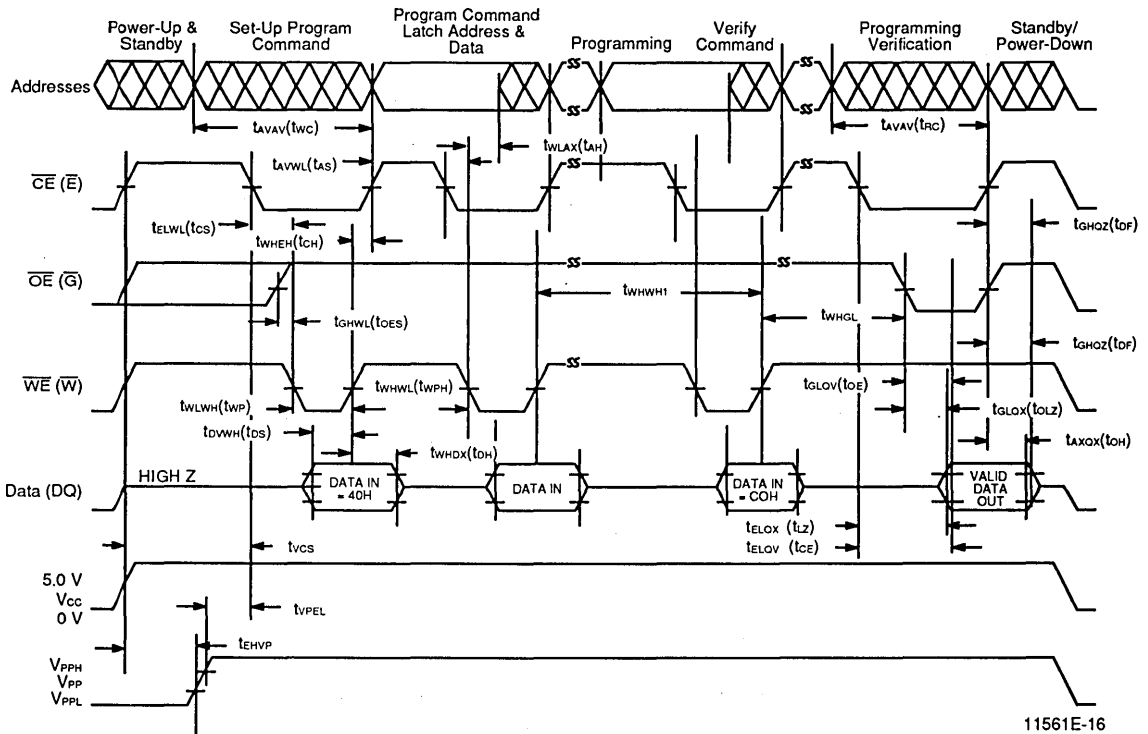 Power-Up &
Standby
Set-Up Program
Command
Program Command
Latch Address &
Data
Programming
Verify
Command
Programming
Verification
Standby/
Power-Down
Addresses
tAVAV(tWC)
tAVAV(tRC)
tWLAX(tAH)
tAVWL(tAS)
CE (E)
tELWL(tCS)
tWHEH(tCH)
tGHQZ(tDF)
OE (G)
tWHWH1
tWHGL
tGHWL(tOES)
tGHQZ(tDF)
WE (W)
tWHWL(tWPH)
tGLQV(tOE)
tWLWH(tWP)
tGLQX(tOLZ)
tDVWH(tDS)
tWHDX(tDH)
tAXQX(tOH)
Data (DQ)
HIGH Z
DATA IN
= 40H
DATA IN
DATA IN
= C0H
VALID
DATA
OUT
tELQX (tLZ)
tELQV (tCE)
tVCS
5.0 V
VCC
0 V
tVPEL
tEHVP
VPPH
VPP
VPPL
11561E-16